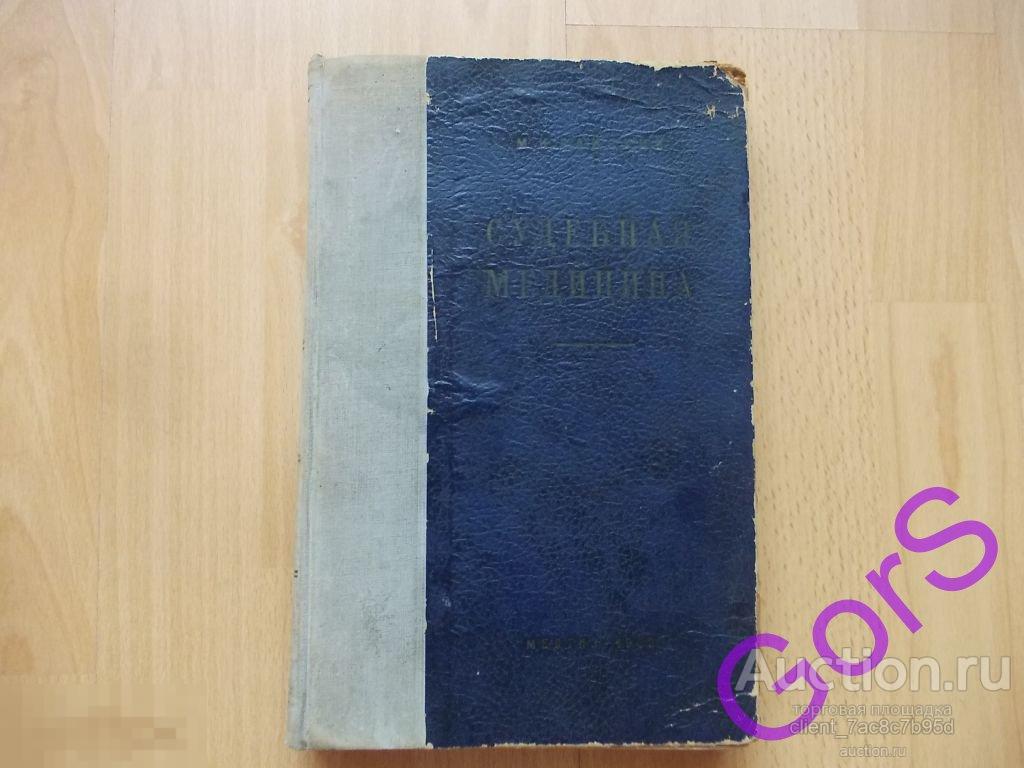 СУДЕБНАЯ
МЕДИЦИНА
GorS
Auction.ru
торговая площадка
client_7ac8c7b95d
auction.ru